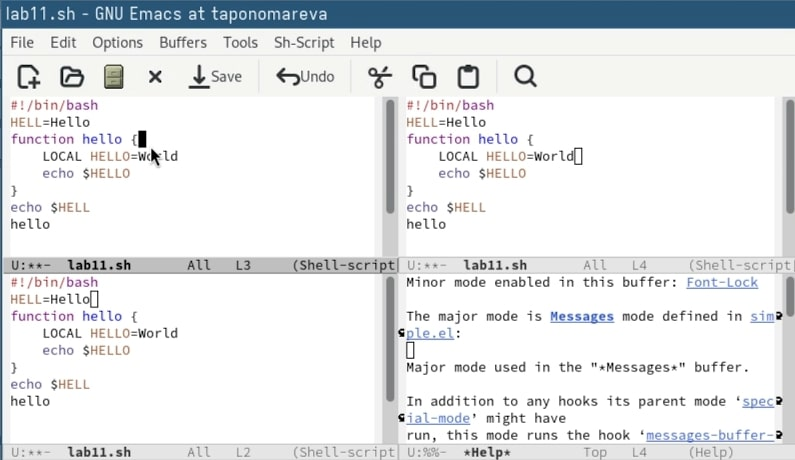 lab11.sh - GNU Emacs at taponomareva
File Edit Options Buffers Tools Sh-Script Help
Save Undo
#!/bin/bash
HELL=Hello
function hello {
LOCAL HELLO=World
echo $HELLO
}
echo $HELL
hello
U:**- lab11.sh All L3 (Shell-script
#!/bin/bash
HELL=Hello
function hello {
LOCAL HELLO=World
echo $HELLO
}
echo $HELL
hello
U:**- lab11.sh All L4 (Shell-script
#!/bin/bash
HELL=Hello
function hello {
LOCAL HELLO=World
echo $HELLO
}
echo $HELL
hello
U:**- lab11.sh All L2 (Shell-script
Minor mode enabled in this buffer: Font-Lock
The major mode is Messages mode defined in sim
ple.el:
Major mode used in the "*Messages*" buffer.
In addition to any hooks its parent mode ‘spec
ial-mode’ might have
run, this mode runs the hook ‘messages-buffer-
U:%%- *Help* Top L4 (Help)